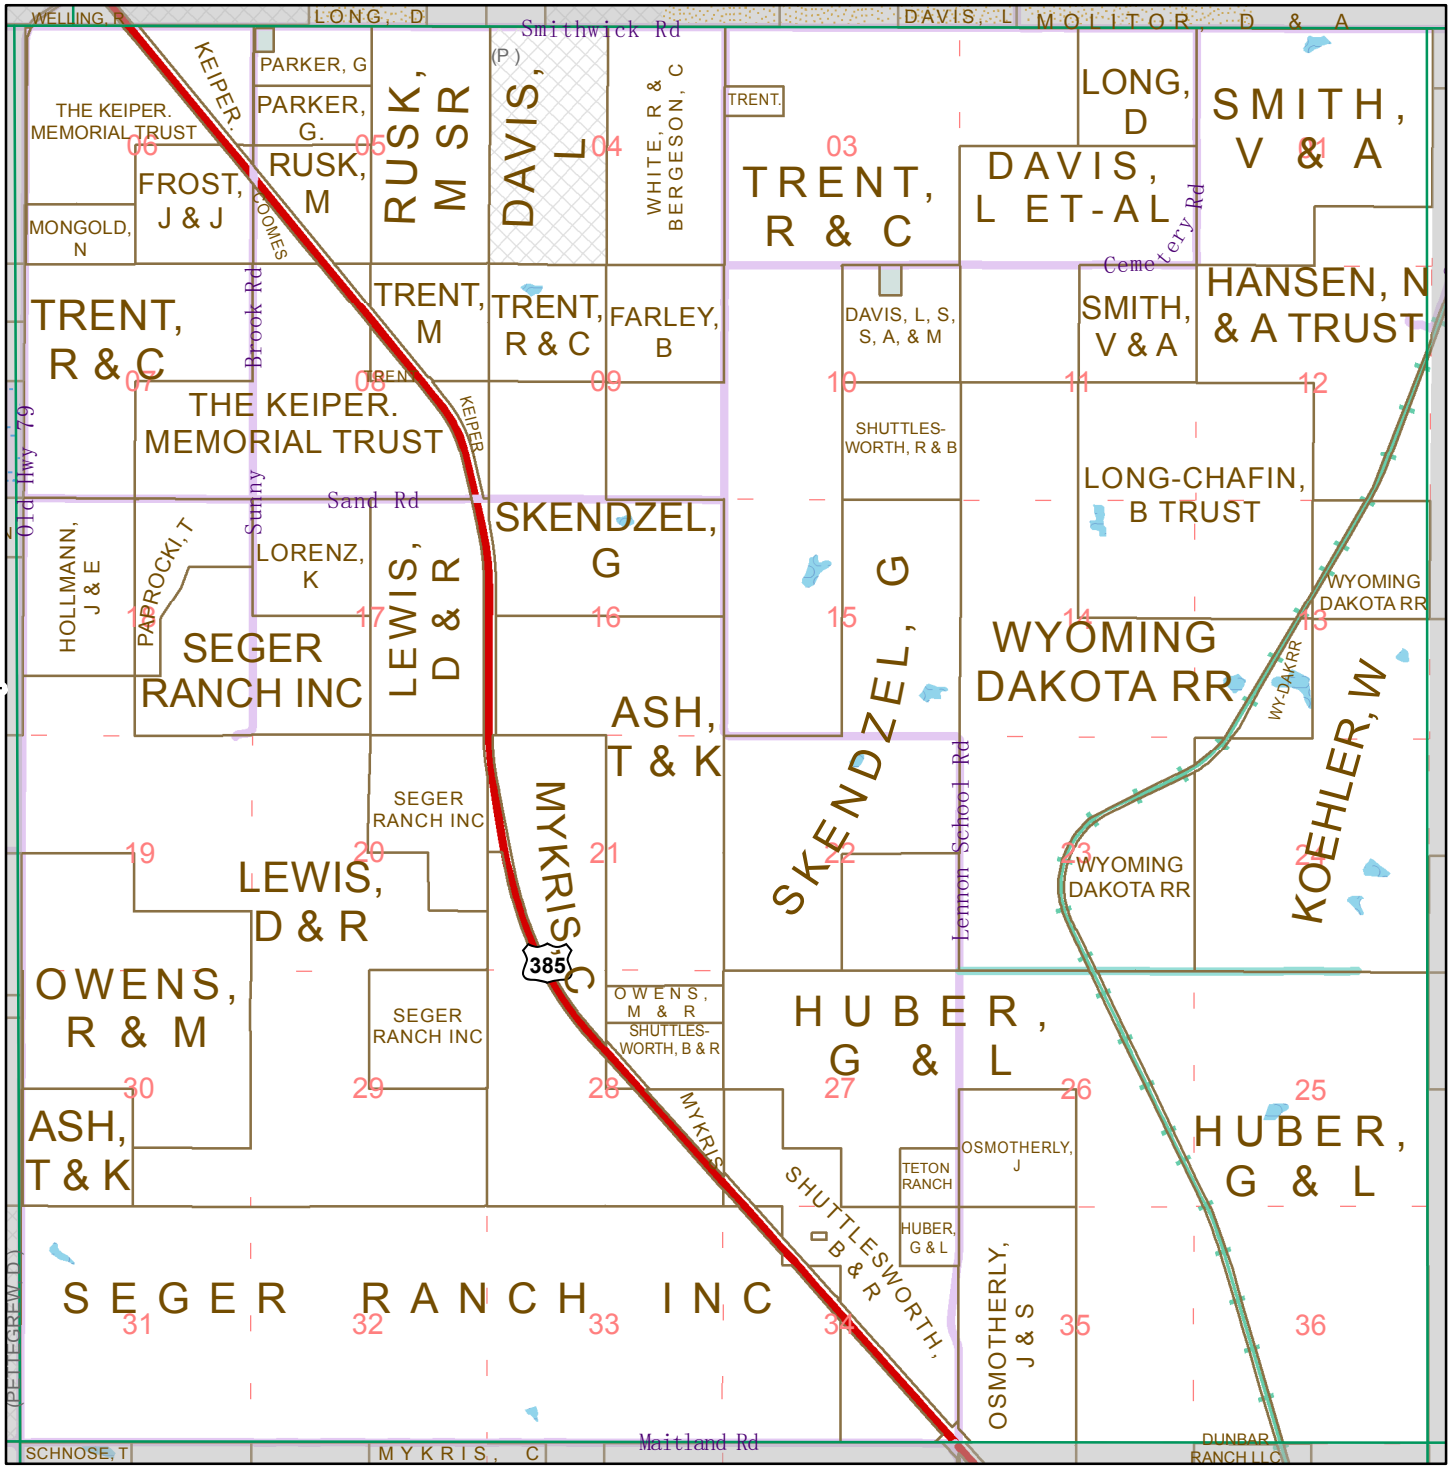 WELLING, R
LONG, D
DAVIS, L
MOLITOR, D & A
Smithwick Rd
KEIPER.
PARKER, G
PARKER,
G.
RUSK,
M SR
(P )
DAVIS,
L
WHITE, R &
BERGESON, C
TRENT.
LONG,
D
SMITH,
V & A
THE KEIPER.
MEMORIAL TRUST
06
05
04
03
01
FROST,
J & J
RUSK,
M
TRENT,
R & C
DAVIS,
L ET-AL
MONGOLD,
N
COOMES
Cemetery Rd
TRENT,
R & C
Brook Rd
TRENT,
M
TRENT,
R & C
FARLEY,
B
DAVIS, L, S,
S, A, & M
SMITH,
V & A
HANSEN, N
& A TRUST
07
08
TREN
09
10
11
12
THE KEIPER.
MEMORIAL TRUST
KEIPER
SHUTTLES-
WORTH, R & B
Old Hwy 79
Sunny
Sand Rd
SKENDZEL,
G
LONG-CHAFIN,
B TRUST
N
HOLLMANN,
J & E
PAPROCKI, T
LORENZ,
K
LEWIS,
D & R
WYOMING
DAKOTA RR
18
17
16
15
14
13
SEGER
RANCH INC
SKENDZEL, G
WYOMING
DAKOTA RR
WY-DAKRR
KOEHLER, W
ASH,
T & K
SEGER
RANCH INC
MYKRIS, C
Lennon School Rd
19
20
21
22
23
24
LEWIS,
D & R
WYOMING
DAKOTA RR
385
OWENS,
R & M
SEGER
RANCH INC
OWENS,
M & R
SHUTTLES-
WORTH, B & R
HUBER,
G & L
30
29
28
27
26
25
ASH,
T & K
MYKRIS
TETON
RANCH
OSMOTHERLY,
J
HUBER,
G & L
SHUTTLESWORTH,
B & R
HUBER,
G & L
OSMOTHERLY,
J & S
(PETTEGREW D )
SEGER RANCH INC
31
32
33
34
35
36
SCHNOSE, T
MYKRIS, C
Maitland Rd
DUNBAR
RANCH LLC